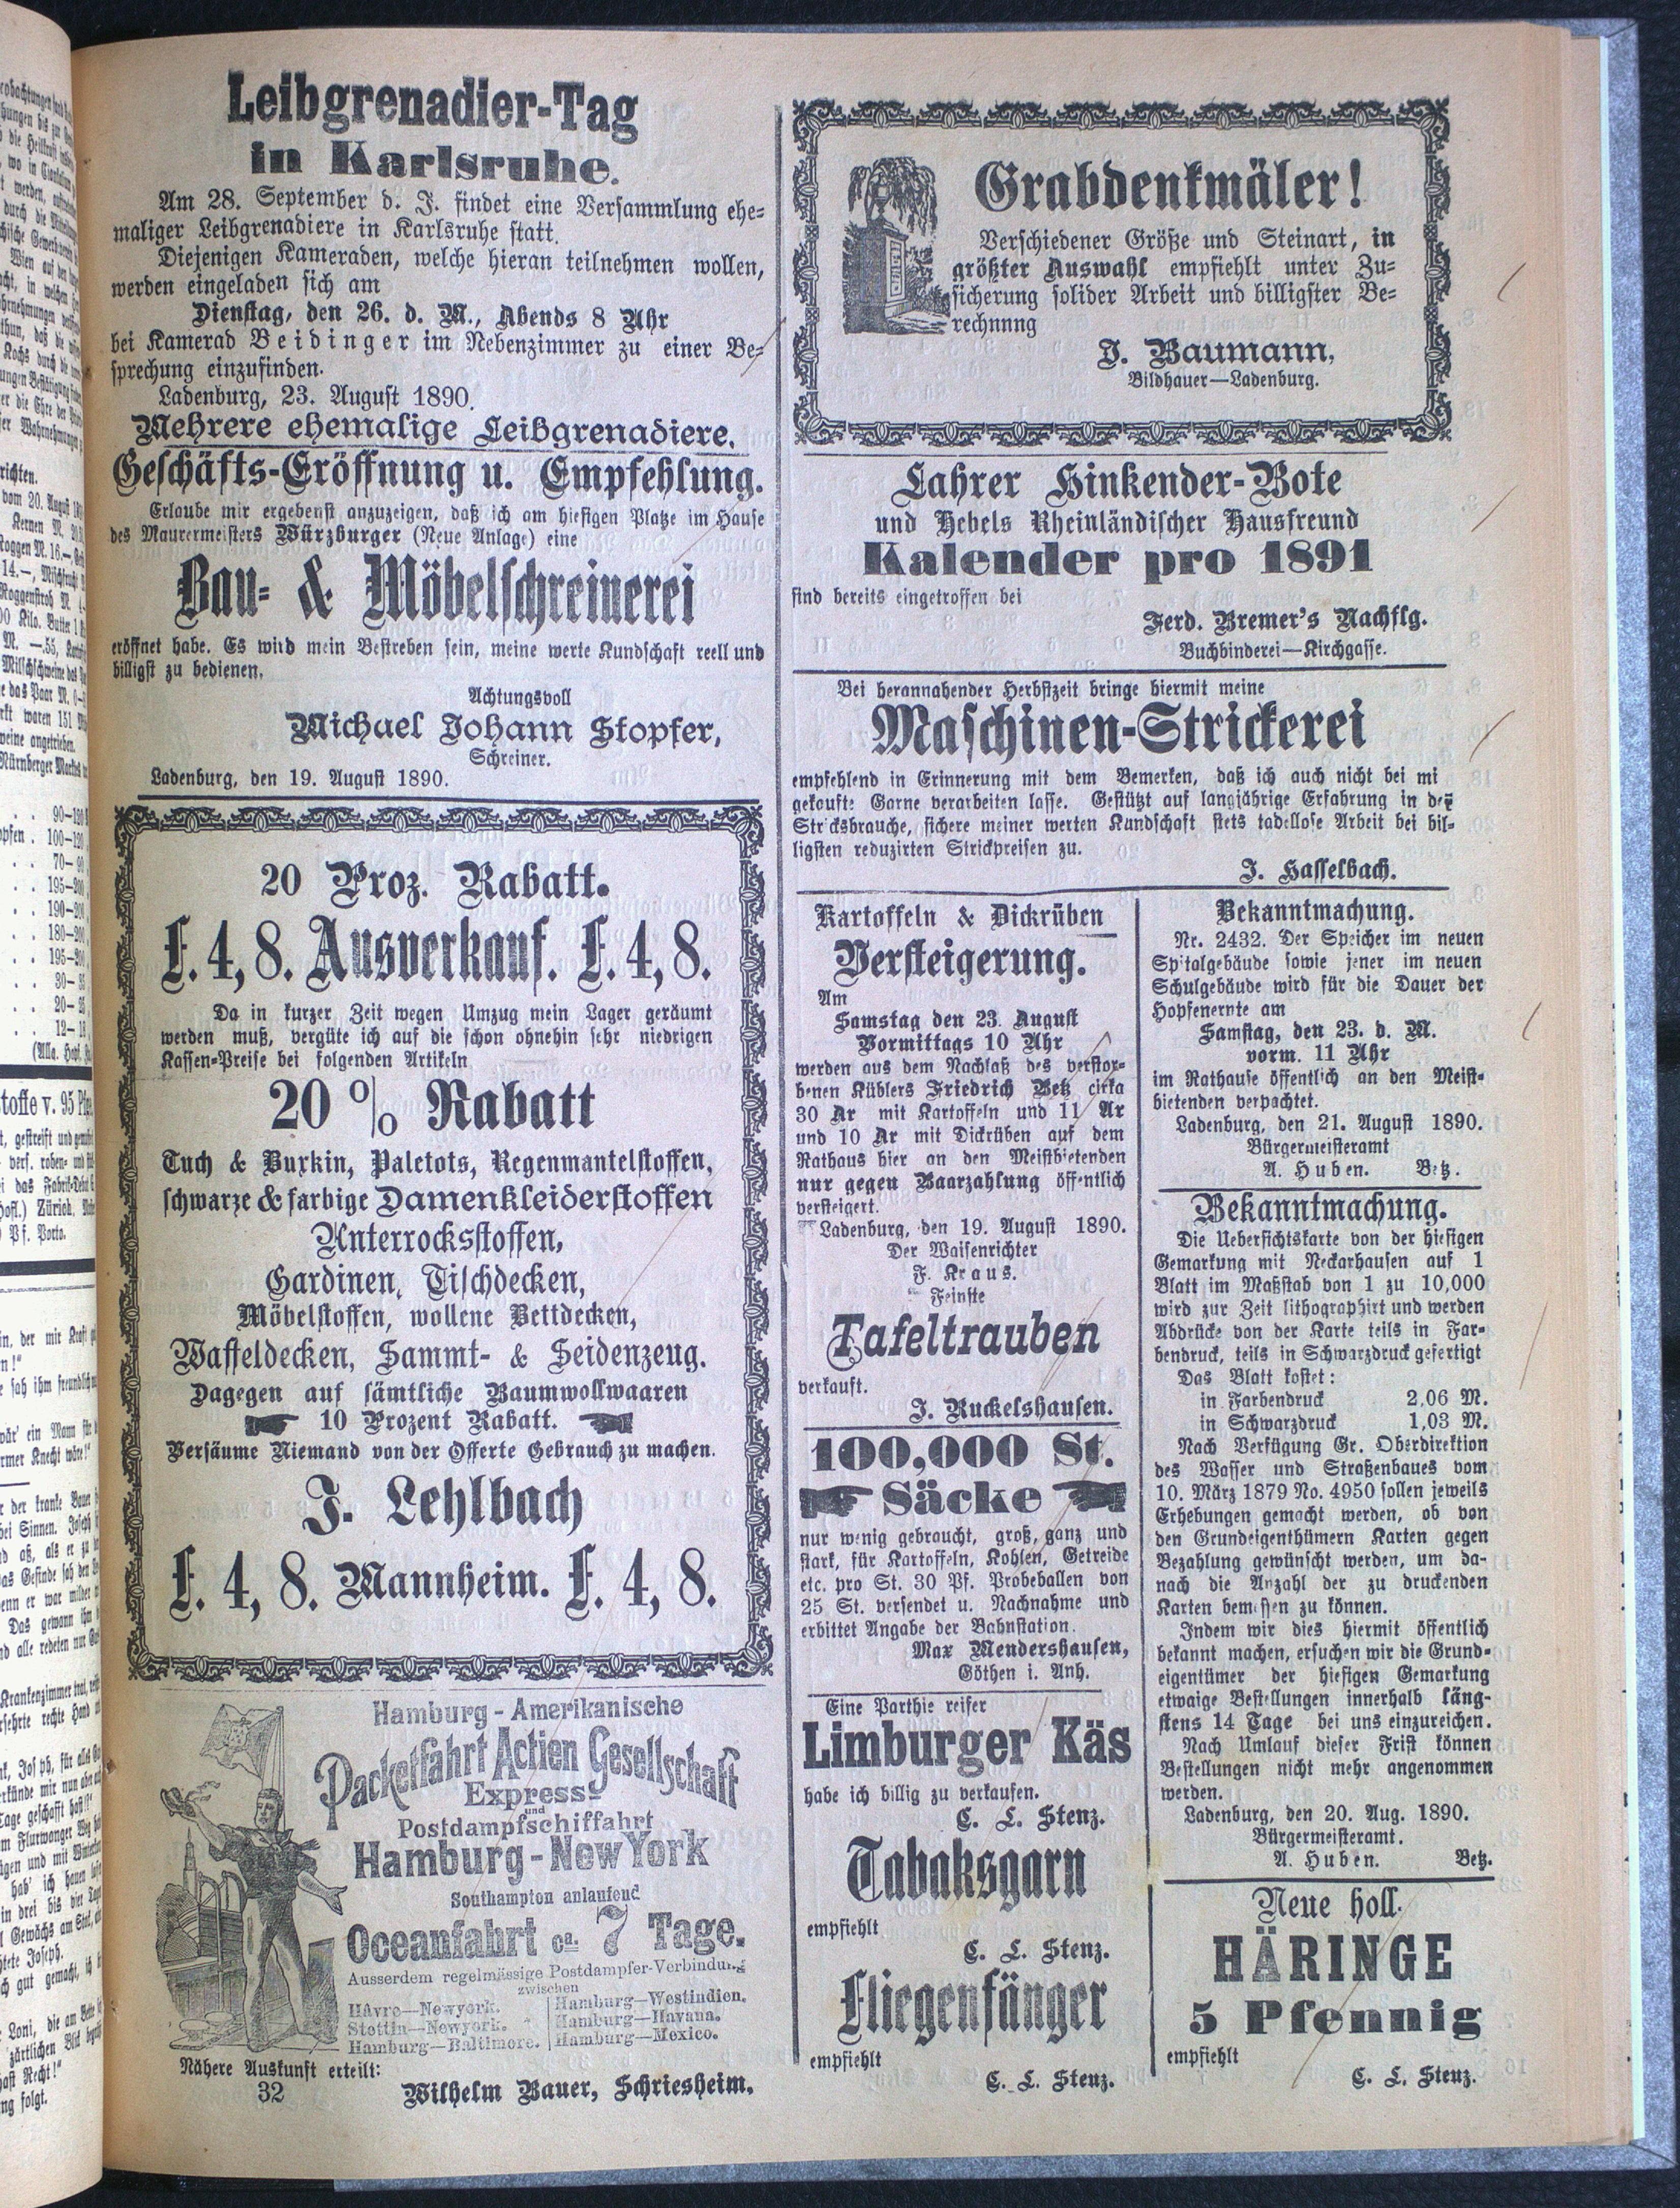 Leibgrenadier-Tag
in Karlsruhe.
Am 28. September d. J. findet eine Versammlung ehe-
maliger Leibgrenadiere in Karlsruhe statt.
Diejenigen Kameraden, welche hieran teilnehmen wollen,
werden eingeladen sich am
Dienstag, den 26. d. M., Abends 8 Uhr
bei Kamerad Beidinger im Nebenzimmer zu einer Be-
sprechung einzufinden.
Ladenburg, 23. August 1890.
Mehrere ehemalige Leibgrenadiere.
Geschäfts-Eröffnung u. Empfehlung.
Erlaube mir ergebenst anzuzeigen, daß ich am hiesigen Platze im Hause
des Maurermeisters Würzburger (Neue Anlage) eine
Bau- & Möbelschreinerei
eröffnet habe. Es wird mein Bestreben sein, meine werte Kundschaft reell und
billigst zu bedienen.
Achtungsvoll
Michael Johann Stopfer,
Schreiner.
Ladenburg, den 19. August 1890.
20 Proz. Rabatt.
L. 4, 8. Ausverkauf. L. 4, 8.
Da in kurzer Zeit wegen Umzug mein Lager geräumt
werden muß, vergüte ich auf die schon ohnehin sehr niedrigen
Kassen-Preise bei folgenden Artikeln
20 % Rabatt
Tuch & Buxkin, Paletots, Regenmantelstoffen,
schwarze & farbige Damenkleiderstoffen
Unterrocksstoffen,
Gardinen, Tischdecken,
Möbelstoffen, wollene Bettdecken,
Waffeldecken, Sammt- & Seidenzeug.
Dagegen auf sämtliche Baumwollwaaren
10 Prozent Rabatt.
Versäume Niemand von der Offerte Gebrauch zu machen.
J. Lehlbach
L. 4, 8. Mannheim. L. 4, 8.
Hamburg-Amerikanische
Packetfahrt Actien Gesellschaft
Express-
und
Postdampfschiffahrt
Hamburg-New York
Southampton anlaufend
Oceanfahrt ca. 7 Tage.
Ausserdem regelmässige Postdampfer-Verbindung
zwischen
Hâvre—Newyork.
Stettin—Newyork.
Hamburg—Baltimore.
Hamburg—Westindien.
Hamburg—Havana.
Hamburg—Mexico.
Nähere Auskunft erteilt:
32
Wilhelm Bauer, Schriesheim.
Grabdenkmäler!
Verschiedener Größe und Steinart, in
größter Auswahl empfiehlt unter Zu-
sicherung solider Arbeit und billigster Be-
rechnnng
J. Baumann,
Bildhauer—Ladenburg.
Lahrer Hinkender-Bote
und Hebels Rheinländischer Hausfreund
Kalender pro 1891
sind bereits eingetroffen bei
Ferd. Bremer's Nachflg.
Buchbinderei—Kirchgasse.
Bei herannahender Herbstzeit bringe hiermit meine
Maschinen-Strickerei
empfehlend in Erinnerung mit dem Bemerken, daß ich auch nicht bei mi
gekaufte Garne verarbeiten lasse. Gestützt auf langjährige Erfahrung in der
Stricksbrauche, sichere meiner werten Kundschaft stets tadellose Arbeit bei bil-
ligsten reduzirten Strickpreisen zu.
J. Hasselbach.
Kartoffeln & Dickrüben
Versteigerung.
Am
Samstag den 23. August
Vormittags 10 Uhr
werden aus dem Nachlaß des verstor-
benen Küblers Friedrich Betz cirka
30 Ar mit Kartoffeln und 11 Ar
und 10 Ar mit Dickrüben auf dem
Rathaus hier an den Meistbietenden
nur gegen Baarzahlung öffentlich
versteigert.
Ladenburg, den 19. August 1890.
Der Waisenrichter
F. Kraus.
Feinste
Tafeltrauben
verkauft.
J. Ruckelshausen.
100,000 St.
Säcke
nur wenig gebraucht, groß, ganz und
stark, für Kartoffeln, Kohlen, Getreide
etc. pro St. 30 Pf. Probeballen von
25 St. versendet u. Nachnahme und
erbittet Angabe der Bahnstation.
Max Mendershausen,
Göthen i. Anh.
Eine Parthie reifer
Limburger Käs
habe ich billig zu verkaufen.
C. L. Stenz.
Tabaksgarn
empfiehlt
C. L. Stenz.
Fliegenfänger
empfiehlt
C. L. Stenz.
Bekanntmachung.
Nr. 2432. Der Speicher im neuen
Spitalgebäude sowie jener im neuen
Schulgebäude wird für die Dauer der
Hopfenernte am
Samstag, den 23. d. M.
vorm. 11 Uhr
im Rathause öffentlich an den Meist-
bietenden verpachtet.
Ladenburg, den 21. August 1890.
Bürgermeisteramt
A. Huben. Betz.
Bekanntmachung.
Die Uebersichtskarte von der hiesigen
Gemarkung mit Neckarhausen auf 1
Blatt im Maßstab von 1 zu 10,000
wird zur Zeit lithographirt und werden
Abdrücke von der Karte teils in Far-
bendruck, teils in Schwarzdruck gefertigt
Das Blatt kostet:
in Farbendruck 2,06 M.
in Schwarzdruck 1,03 M.
Nach Verfügung Gr. Oberdirektion
des Wasser und Straßenbaues vom
10. März 1879 No. 4950 sollen jeweils
Erhebungen gemacht werden, ob von
den Grundeigenthümern Karten gegen
Bezahlung gewünscht werden, um da-
nach die Anzahl der zu druckenden
Karten bemessen zu können.
Indem wir dies hiermit öffentlich
bekannt machen, ersuchen wir die Grund-
eigentümer der hiesigen Gemarkung
etwaige Bestellungen innerhalb läng-
stens 14 Tage bei uns einzureichen.
Nach Umlauf dieser Frist können
Bestellungen nicht mehr angenommen
werden.
Ladenburg, den 20. Aug. 1890.
Bürgermeisteramt.
A. Huben. Betz.
Neue holl.
HÄRINGE
5 Pfennig
empfiehlt
C. L. Stenz.